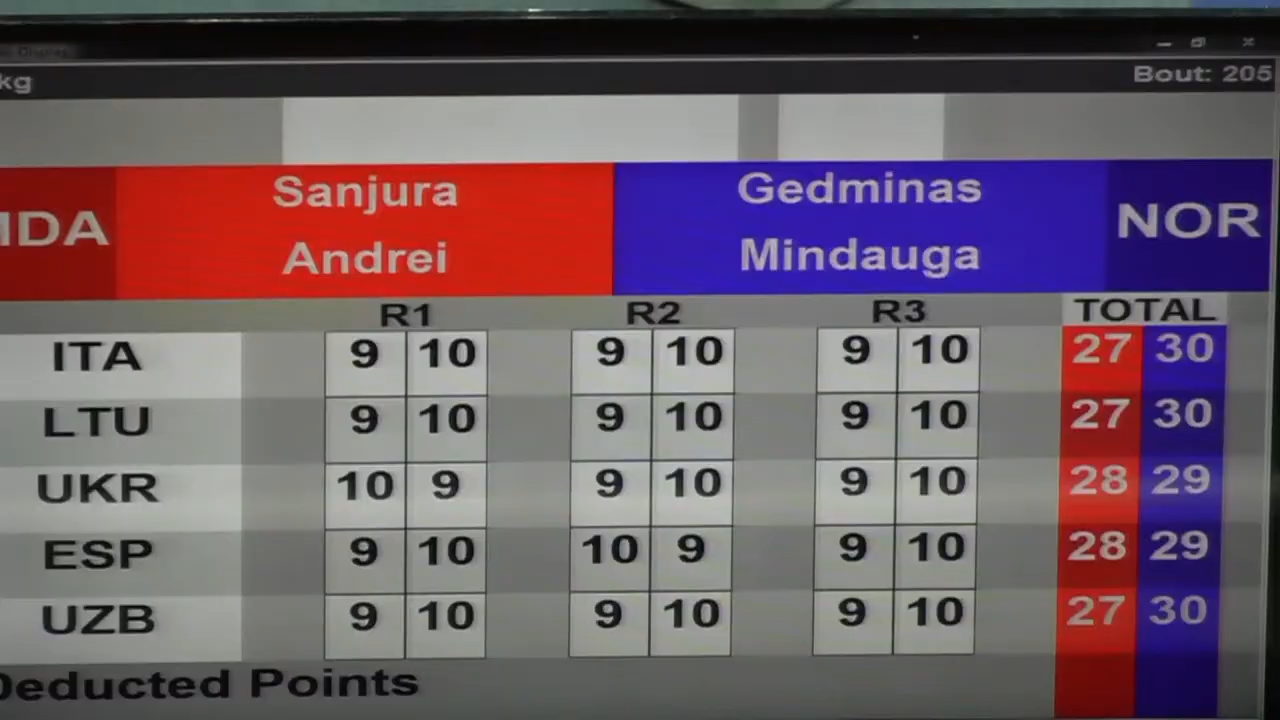 kg Bout: 205
MDA Sanjura Andrei Gedminas Mindauga NOR
R1 R2 R3 TOTAL
ITA 9 10 9 10 9 10 27 30
LTU 9 10 9 10 9 10 27 30
UKR 10 9 9 10 9 10 28 29
ESP 9 10 10 9 9 10 28 29
UZB 9 10 9 10 9 10 27 30
Deducted Points